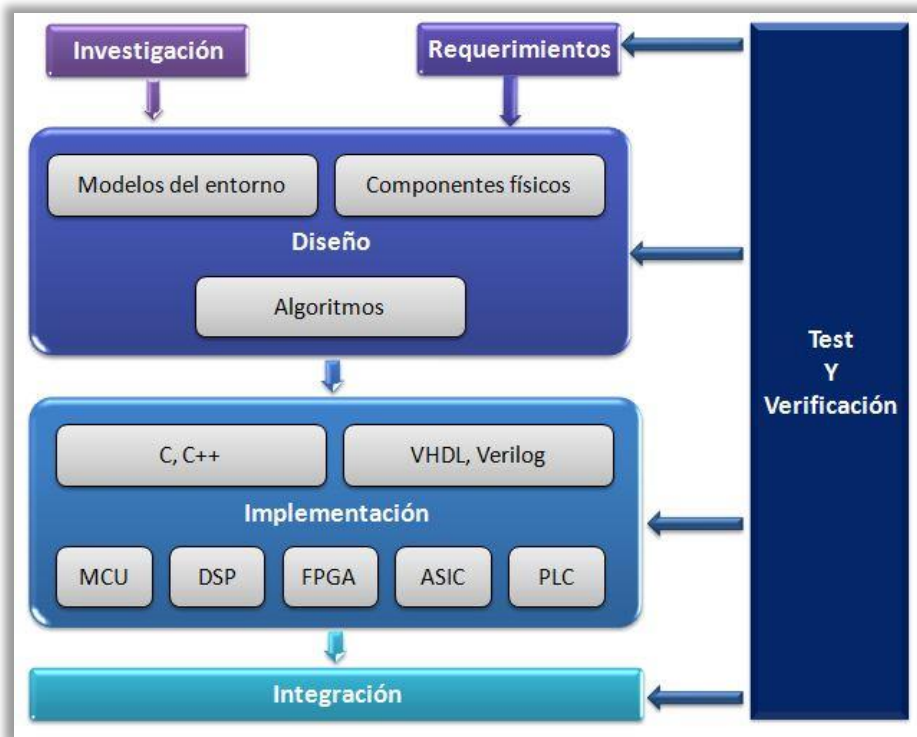 Investigación
Requerimientos
Modelos del entorno
Componentes físicos
Diseño
Algoritmos
C, C++
VHDL, Verilog
Implementación
MCU
DSP
FPGA
ASIC
PLC
Integración
Test
Y
Verificación